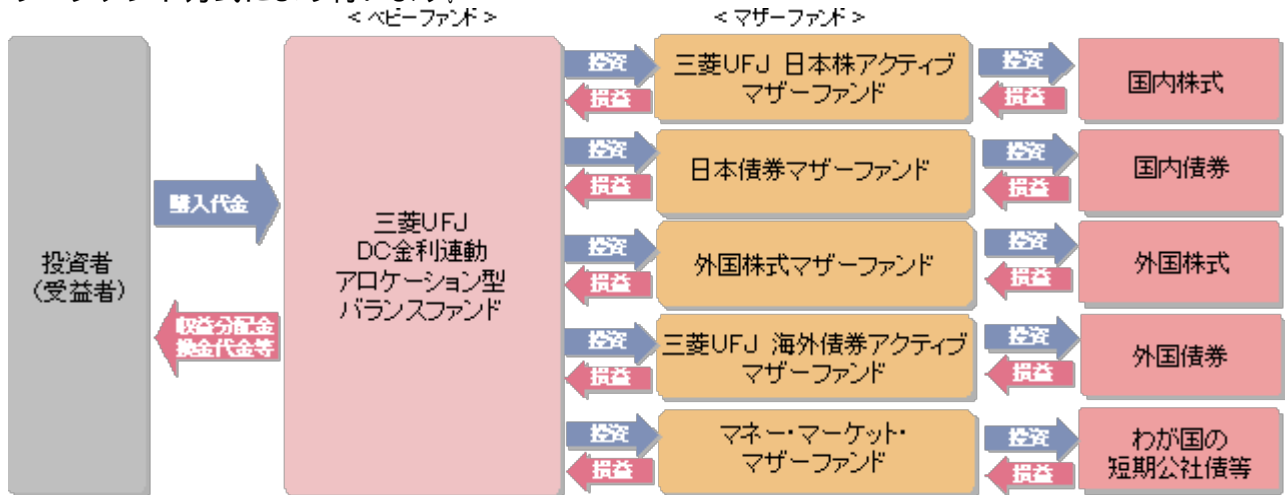 ＜ベビーファンド＞
＜マザーファンド＞
投資者
（受益者）
購入代金
収益分配金
換金代金等
三菱UFJ
DC金利連動
アロケーション型
バランスファンド
投資
損益
三菱UFJ 日本株アクティブ
マザーファンド
投資
損益
国内株式
投資
損益
日本債券マザーファンド
投資
損益
国内債券
投資
損益
外国株式マザーファンド
投資
損益
外国株式
投資
損益
三菱UFJ 海外債券アクティブ
マザーファンド
投資
損益
外国債券
投資
損益
マネー・マーケット・
マザーファンド
投資
損益
わが国の
短期公社債等